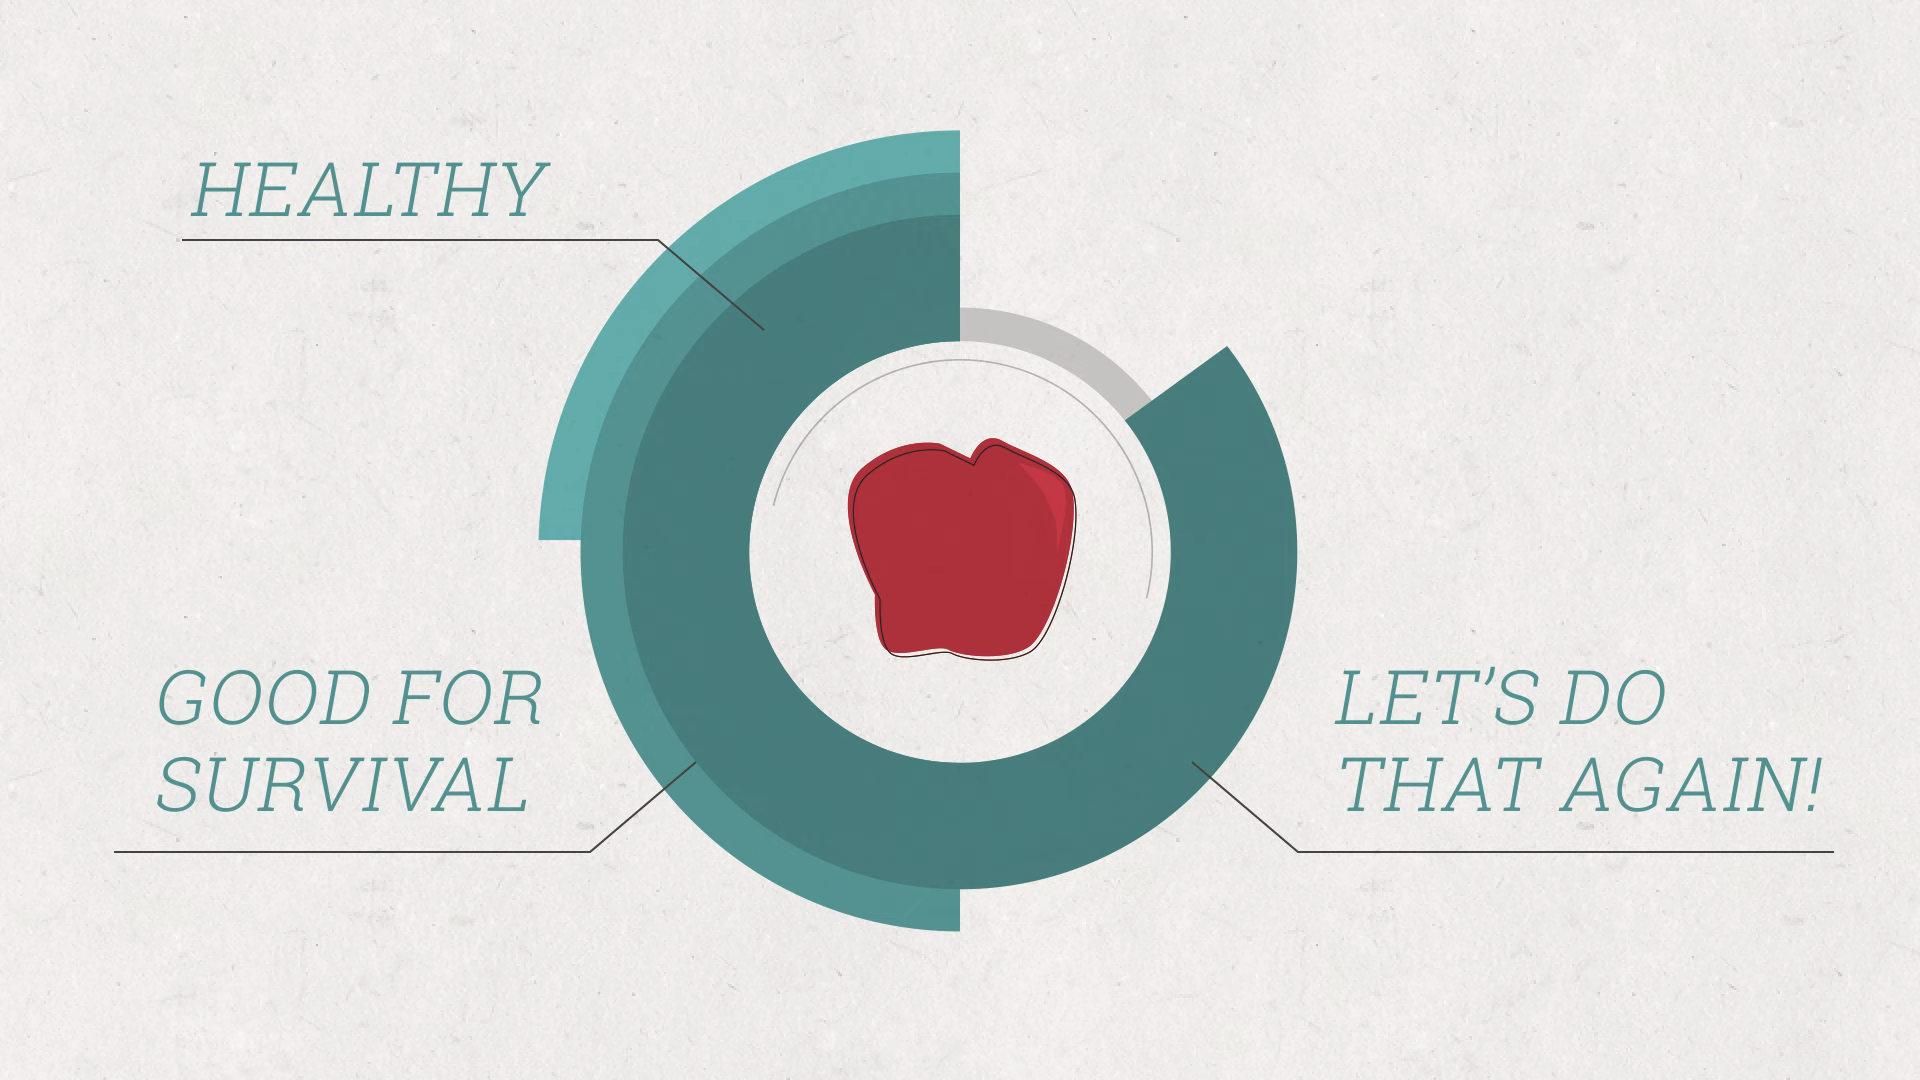 HEALTHY
GOOD FOR
SURVIVAL
LET’S DO
THAT AGAIN!